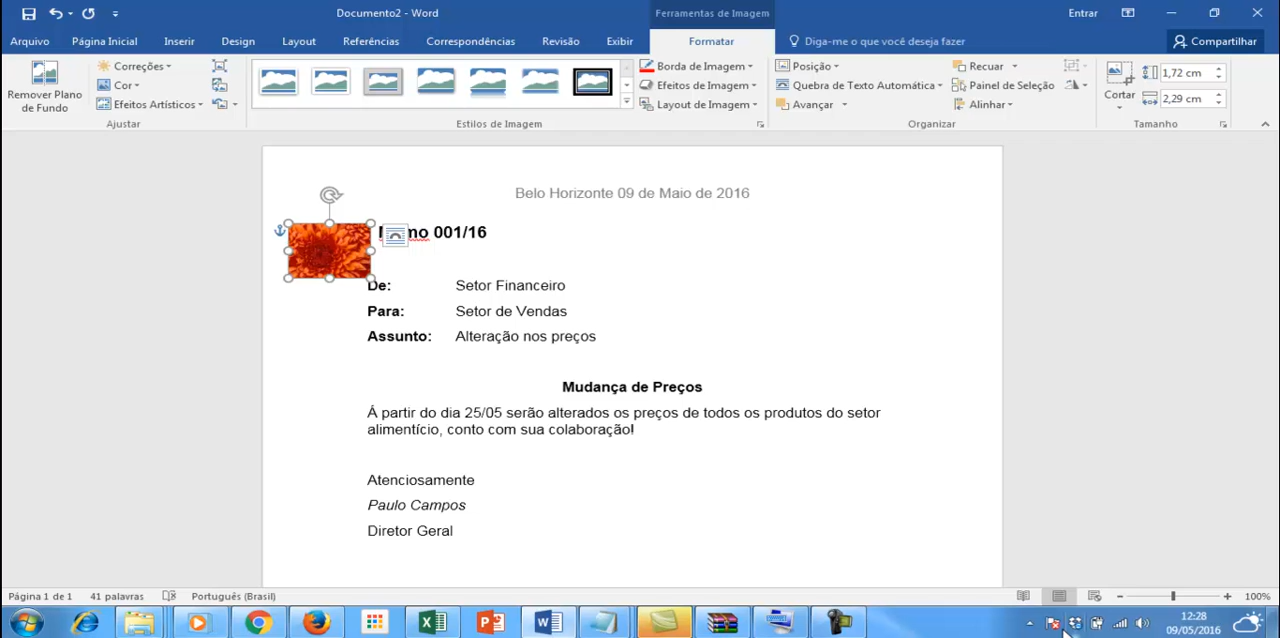 Documento2 - Word
Ferramentas de Imagem
Entrar
Arquivo Página Inicial Inserir Design Layout Referências Correspondências Revisão Exibir Formatar Diga-me o que você deseja fazer Compartilhar
Remover Plano de Fundo
Correções
Cor
Efeitos Artísticos
Ajustar
Estilos de Imagem
Borda de Imagem
Efeitos de Imagem
Layout de Imagem
Posição
Quebra de Texto Automática
Avançar
Recuar
Painel de Seleção
Alinhar
Organizar
Cortar
1,72 cm
2,29 cm
Tamanho
Belo Horizonte 09 de Maio de 2016
001/16
De: Setor Financeiro
Para: Setor de Vendas
Assunto: Alteração nos preços
Mudança de Preços
Á partir do dia 25/05 serão alterados os preços de todos os produtos do setor
alimentício, conto com sua colaboração!
Atenciosamente
Paulo Campos
Diretor Geral
Página 1 de 1 41 palavras Português (Brasil) 100%
12:28
09/05/2016